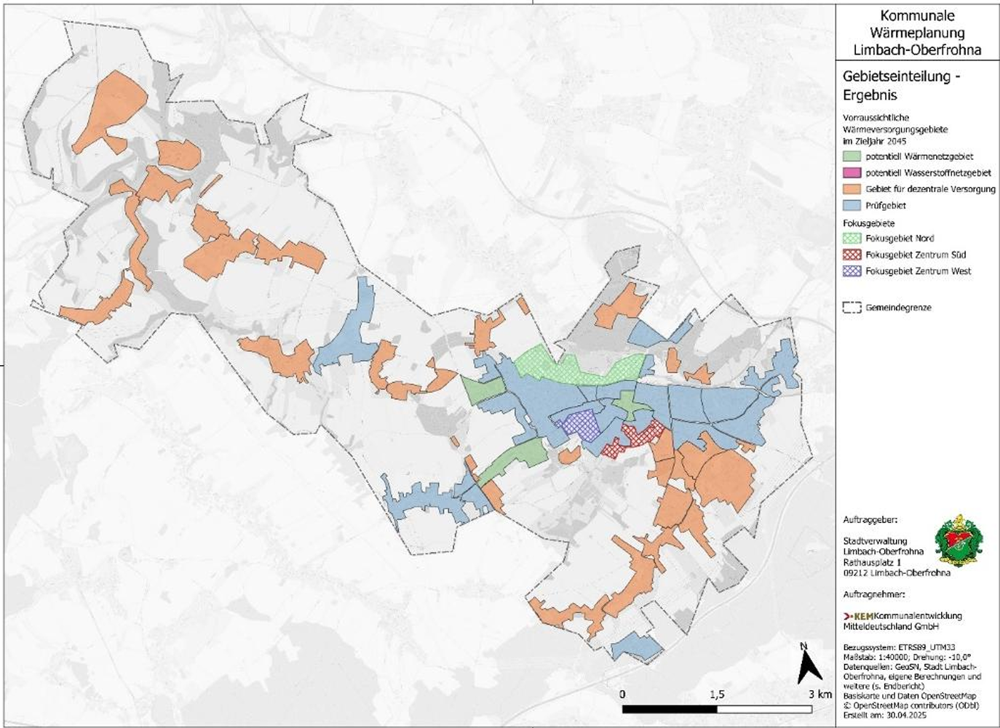 Kommunale
Wärmeplanung
Limbach-Oberfrohna
Gebietseinteilung -
Ergebnis
Vorraussichtliche
Wärmeversorgungsgebiete
im Zieljahr 2045
potentiell Wärmenetzgebiet
potentiell Wasserstoffnetzgebiet
Gebiet für dezentrale Versorgung
Prüfgebiet
Fokusgebiete
Fokusgebiet Nord
Fokusgebiet Zentrum Süd
Fokusgebiet Zentrum West
Gemeindegrenze
Auftraggeber:
Stadtverwaltung
Limbach-Oberfrohna
Rathausplatz 1
09212 Limbach-Oberfrohna
Auftragnehmer:
KEM Kommunalentwicklung
Mitteldeutschland GmbH
Bezugssystem: ETRS89_UTM33
Maßstab: 1:40000; Drehung: -10,0°
Datenquellen: GeoSN, Stadt Limbach-
Oberfrohna, eigene Berechnungen und
weitere (s. Endbericht)
Basiskarte und Daten OpenStreetMap
© OpenStreetMap contributors (ODbl)
Erstellt am: 30.04.2025
N
0 1,5 3 km